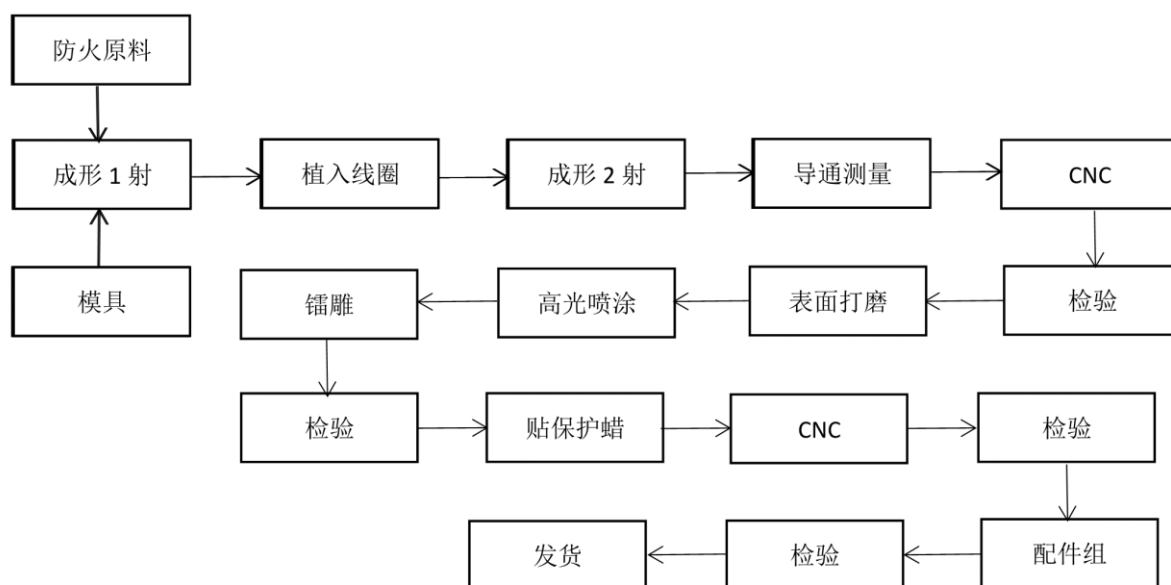 防火原料
成形 1 射
植入线圈
成形 2 射
导通测量
CNC
模具
镭雕
高光喷涂
表面打磨
检验
检验
贴保护蜡
CNC
检验
发货
检验
配件组